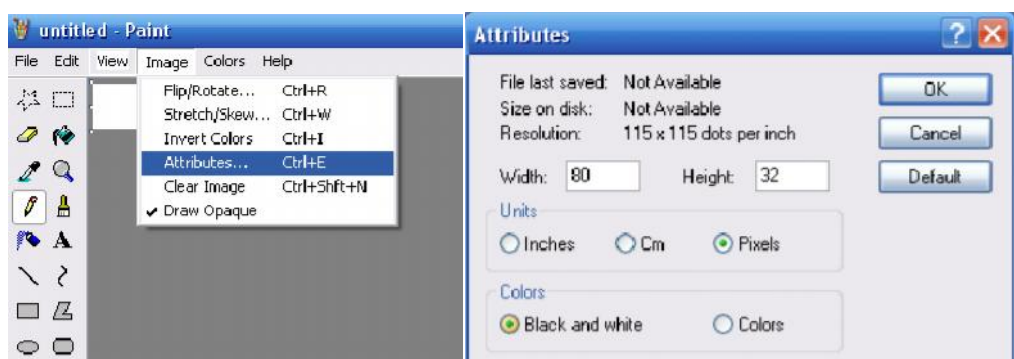 untitled - Paint
File Edit View Image Colors Help
Flip/Rotate... Ctrl+R
Stretch/Skew... Ctrl+W
Invert Colors Ctrl+I
Attributes... Ctrl+E
Clear Image Ctrl+Shft+N
Draw Opaque
A
Attributes
File last saved: Not Available
Size on disk: Not Available
Resolution: 115 x 115 dots per inch
Width: 80 Height: 32
Units
Inches Cm Pixels
Colors
Black and white Colors
OK
Cancel
Default